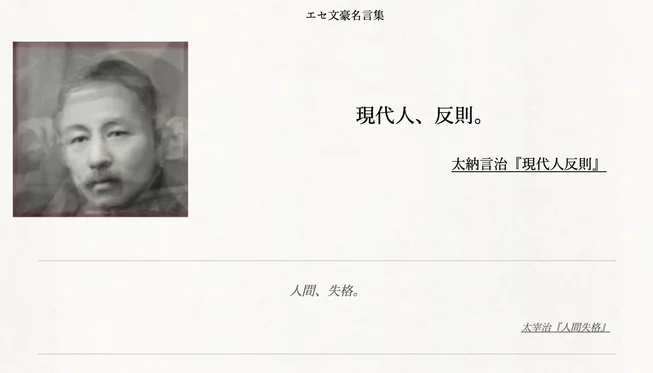 エセ文豪名言集
現代人、反則。
太納言治『現代人反則』
人間、失格。
太宰治『人間失格』